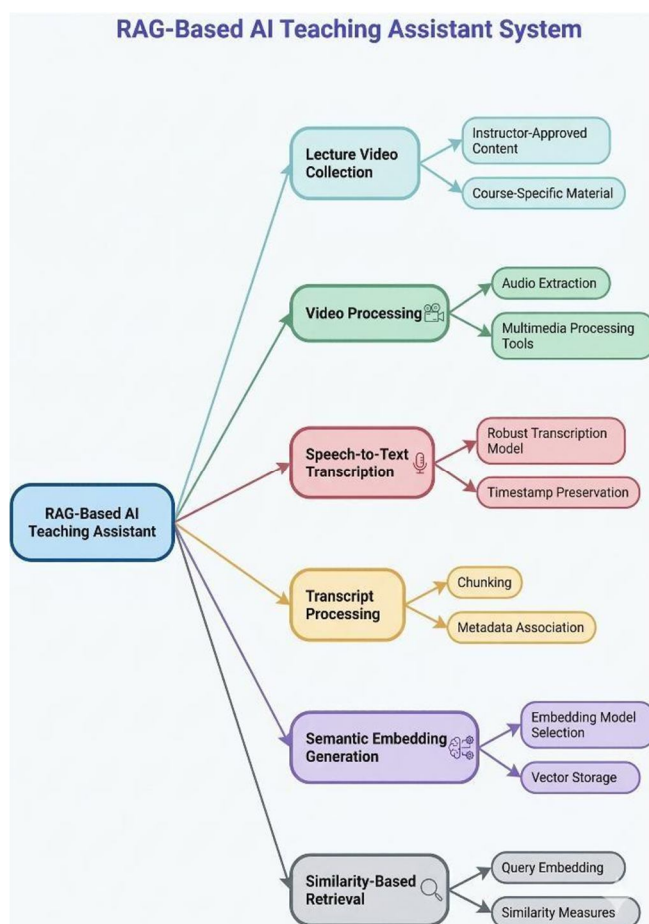 RAG-Based AI Teaching Assistant System
RAG-Based AI
Teaching Assistant
Lecture Video
Collection
Instructor-Approved
Content
Course-Specific Material
Video Processing
Audio Extraction
Multimedia Processing
Tools
Speech-to-Text
Transcription
Robust Transcription
Model
Timestamp Preservation
Transcript
Processing
Chunking
Metadata Association
Semantic Embedding
Generation
Embedding Model
Selection
Vector Storage
Similarity-Based
Retrieval
Query Embedding
Similarity Measures